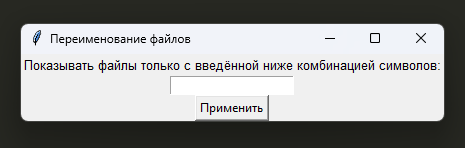 Переименование файлов
Показывать файлы только с введённой ниже комбинацией символов:
Применить